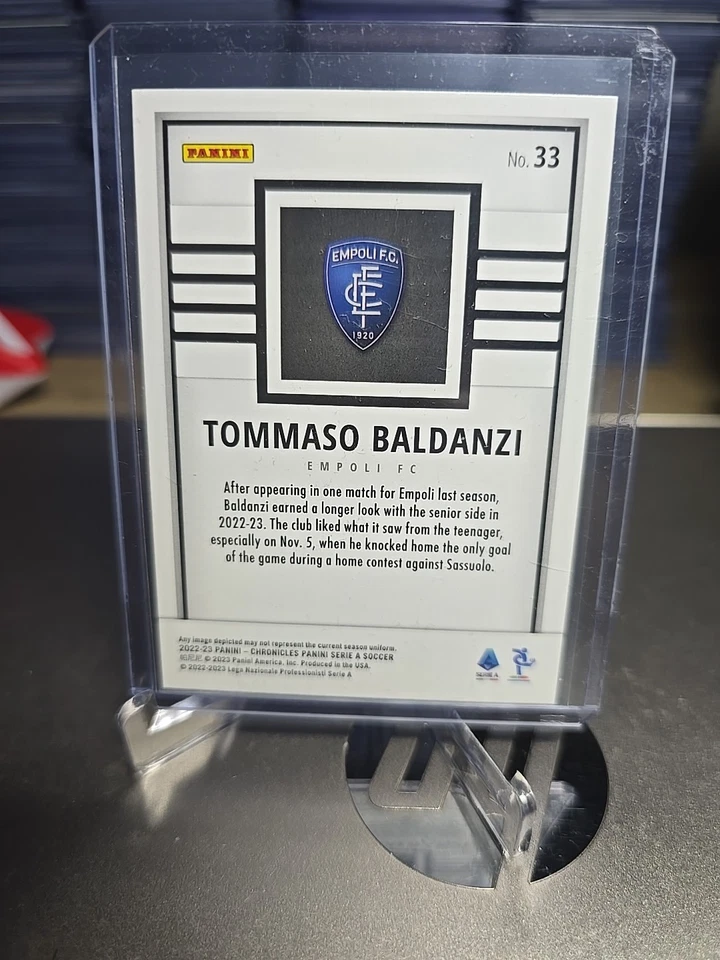 PANINI
No. 33
EMPOLI F.C.
1920
TOMMASO BALDANZI
EMPOLI FC
After appearing in one match for Empoli last season,
Baldanzi earned a longer look with the senior side in
2022-23. The club liked what it saw from the teenager,
especially on Nov. 5, when he knocked home the only goal
of the game during a home contest against Sassuolo.
Any image depicted may not represent the current season uniform.
2022-23 PANINI – CHRONICLES PANINI SERIE A SOCCER
帕尼尼 © 2023 Panini America, Inc. Produced in the USA.
© 2022-2023 Lega Nazionale Professionisti Serie A
SERIE A